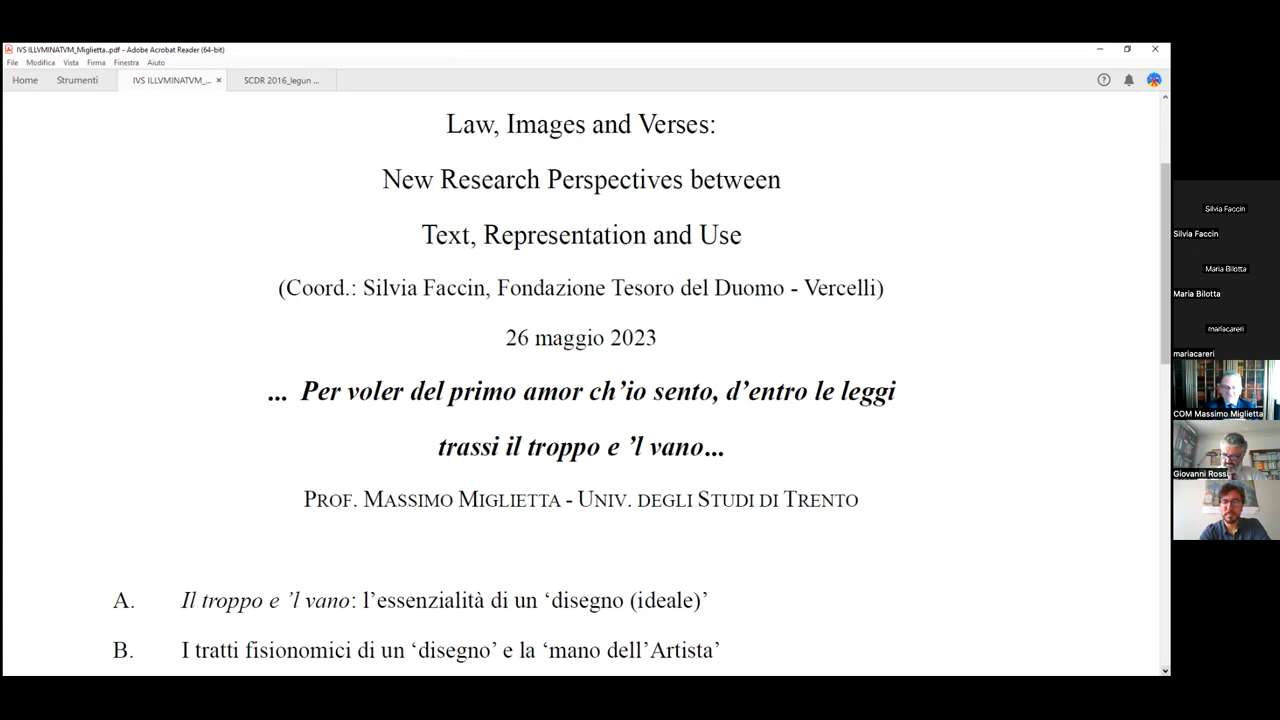 IVS ILLVMINATVM_Miglietta..pdf - Adobe Acrobat Reader (64-bit)
File Modifica Vista Firma Finestra Aiuto
Home Strumenti IVS ILLVMINATVM_... × SCDR 2016_legun ...
Law, Images and Verses:
New Research Perspectives between
Text, Representation and Use
(Coord.: Silvia Faccin, Fondazione Tesoro del Duomo - Vercelli)
26 maggio 2023
... Per voler del primo amor ch’io sento, d’entro le leggi
trassi il troppo e ’l vano...
PROF. MASSIMO MIGLIETTA - UNIV. DEGLI STUDI DI TRENTO
A. Il troppo e ’l vano: l’essenzialità di un ‘disegno (ideale)’
B. I tratti fisionomici di un ‘disegno’ e la ‘mano dell’Artista’
Silvia Faccin
Silvia Faccin
Maria Bilotta
Maria Bilotta
mariacareri
mariacareri
COM Massimo Miglietta
Giovanni Rossi